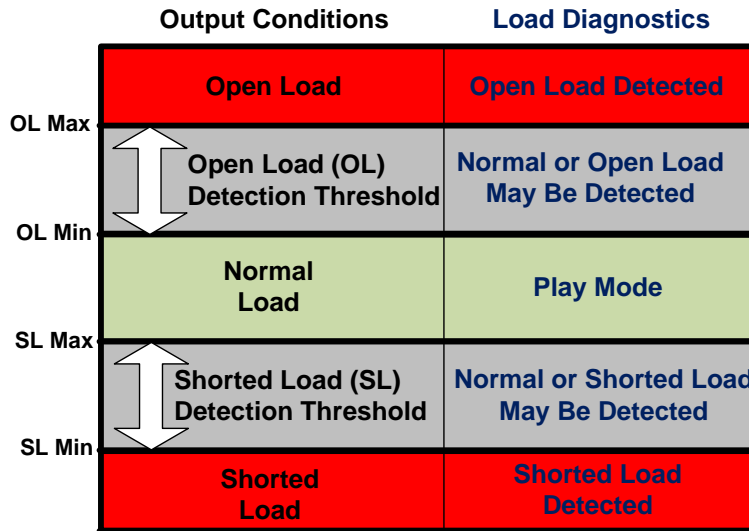 Output Conditions Load Diagnostics
Open Load Open Load Detected
OL Max
Open Load (OL) Normal or Open Load
Detection Threshold May Be Detected
OL Min
Normal
Load
Play Mode
SL Max
Shorted Load (SL) Normal or Shorted Load
Detection Threshold May Be Detected
SL Min
Shorted Shorted Load
Load Detected